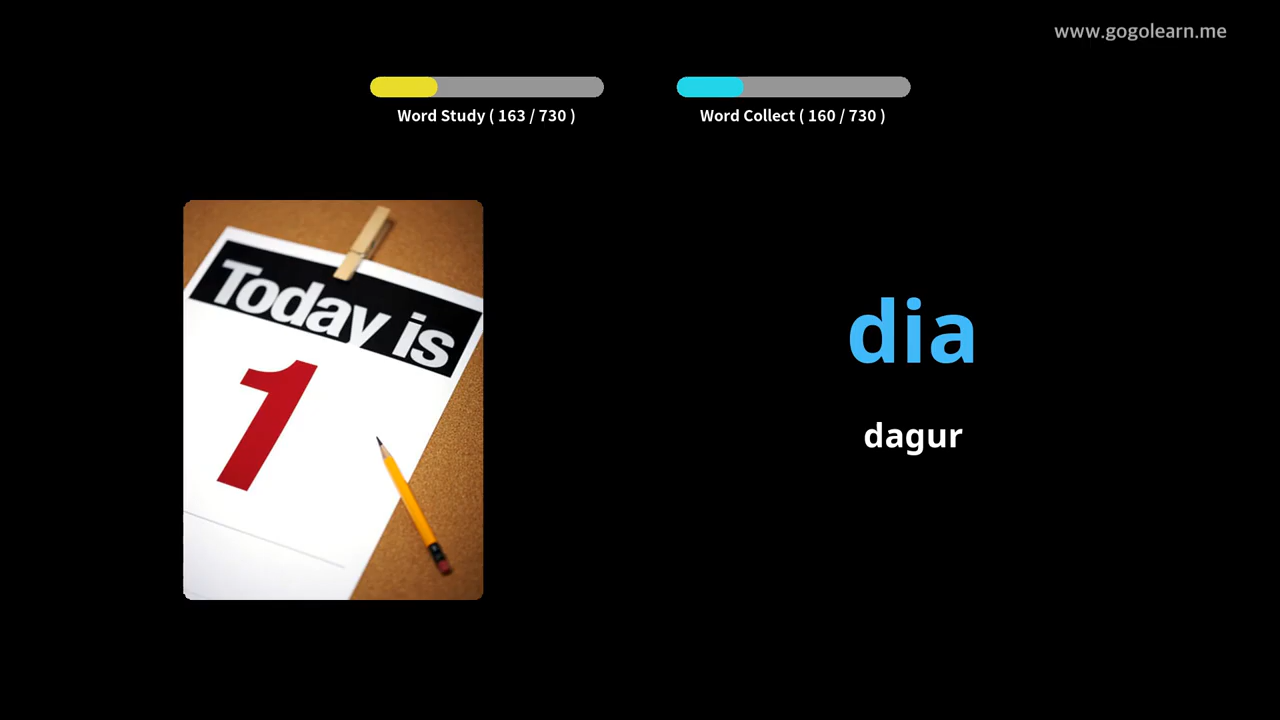 www.gogolearn.me
Word Study ( 163 / 730 )
Word Collect ( 160 / 730 )
Today is
1
dia
dagur